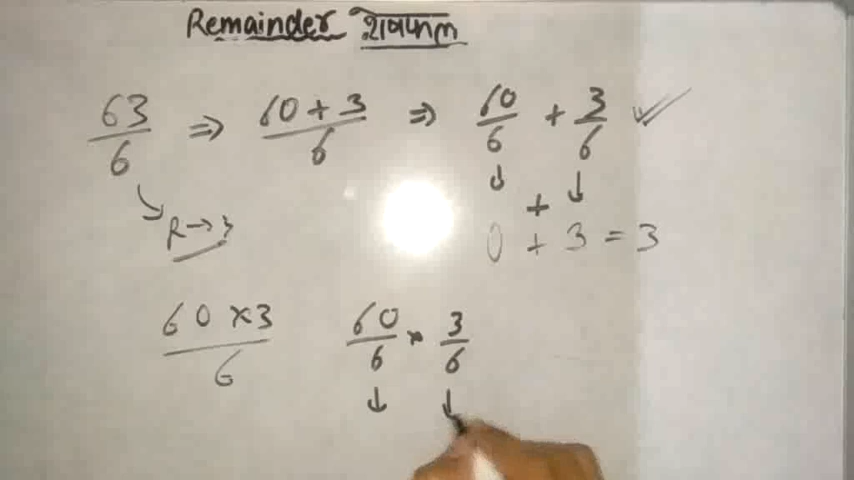 Remainder शेषफल
63/6 ⇒ 60+3/6 ⇒ 60/6 + 3/6 ✓
↓ + ↓
R→3 0 + 3 = 3
60×3/6 60/6 × 3/6
↓ ↓